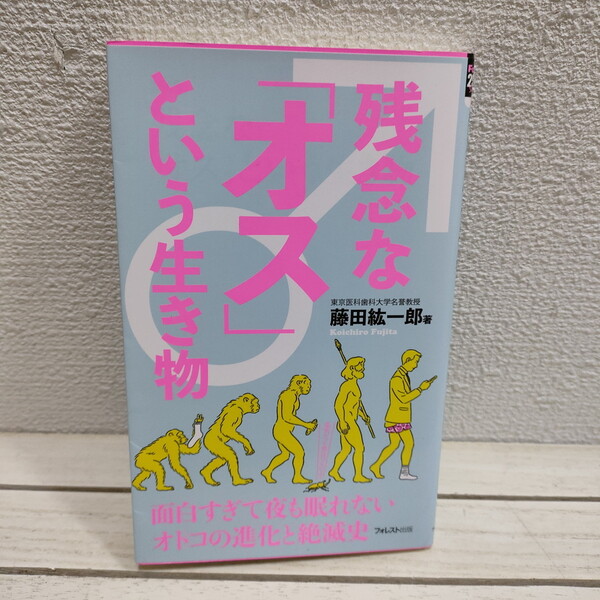 残念な
「オス」
という生き物
東京医科歯科大学名誉教授
藤田紘一郎 著
Koichiro Fujita
面白すぎて夜も眠れない
オトコの進化と絶滅史
フォレスト出版